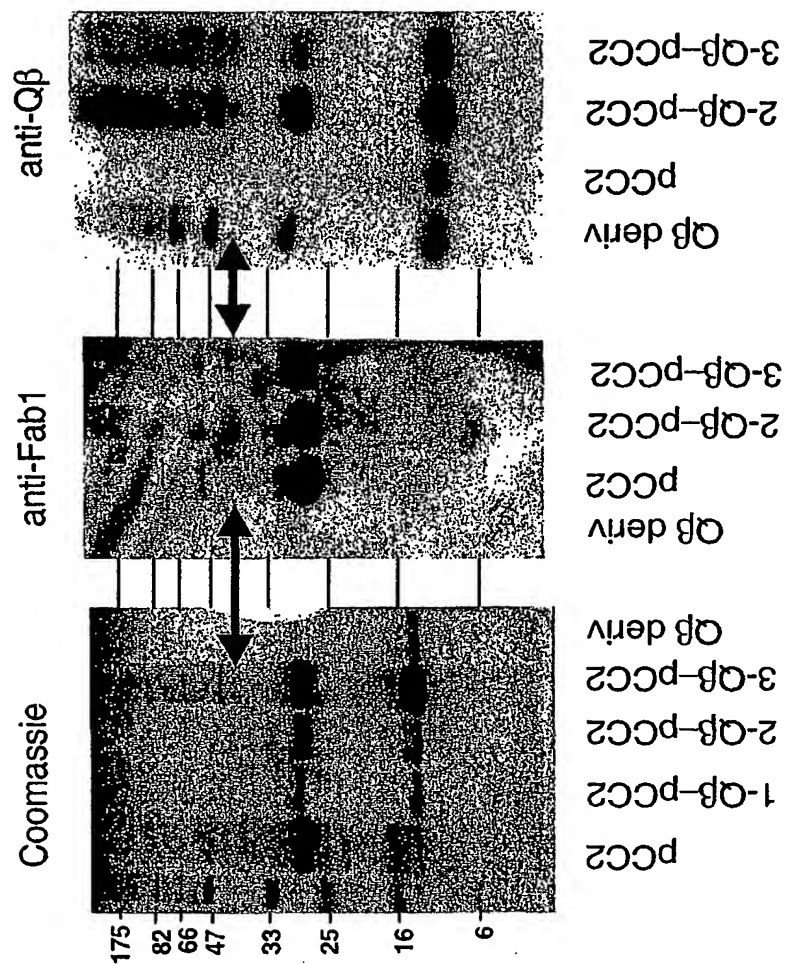 Coomassie
anti-Fab1
anti-Qβ
175
82
66
47
33
25
16
6
pCC2
1-Qβ–pCC2
2-Qβ–pCC2
3-Qβ–pCC2
Qβ deriv
Qβ deriv
pCC2
2-Qβ–pCC2
3-Qβ–pCC2
Qβ deriv
pCC2
2-Qβ–pCC2
3-Qβ–pCC2